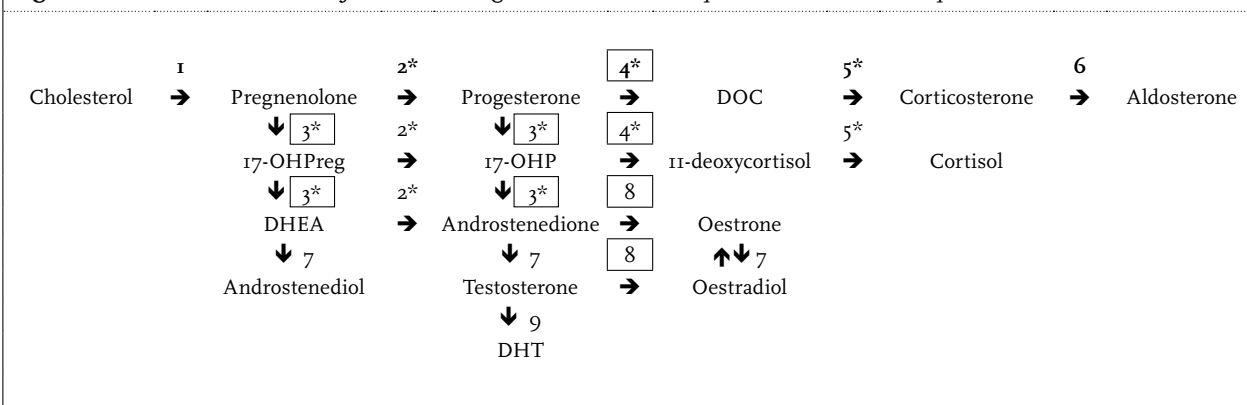 1 2* 4* 5* 6
Cholesterol → Pregnenolone → Progesterone → DOC → Corticosterone → Aldosterone
↓ 3* 2* ↓ 3* 4* 5*
17-OHPreg → 17-OHP → 11-deoxycortisol → Cortisol
↓ 3* 2* ↓ 3* 8
DHEA → Androstenedione → Oestrone
↓ 7 ↓ 7 8 ↑↓ 7
Androstenediol Testosterone → Oestradiol
↓ 9
DHT